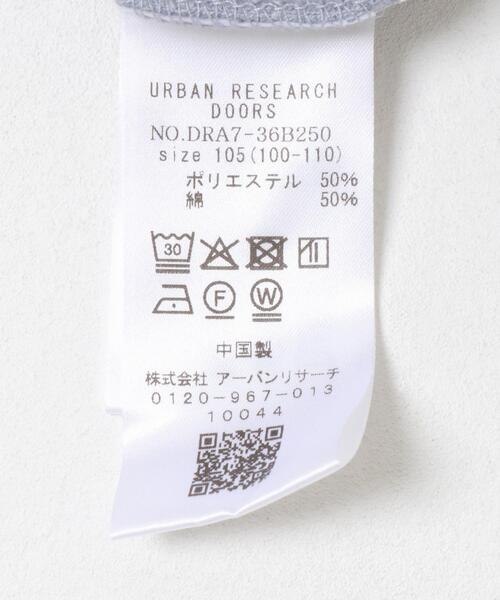 URBAN RESEARCH
DOORS
NO.DRA7-36B250
size 105(100-110)
ポリエステル 50%
綿 50%
30
F W
中国製
株式会社 アーバンリサーチ
0120-967-013
10044